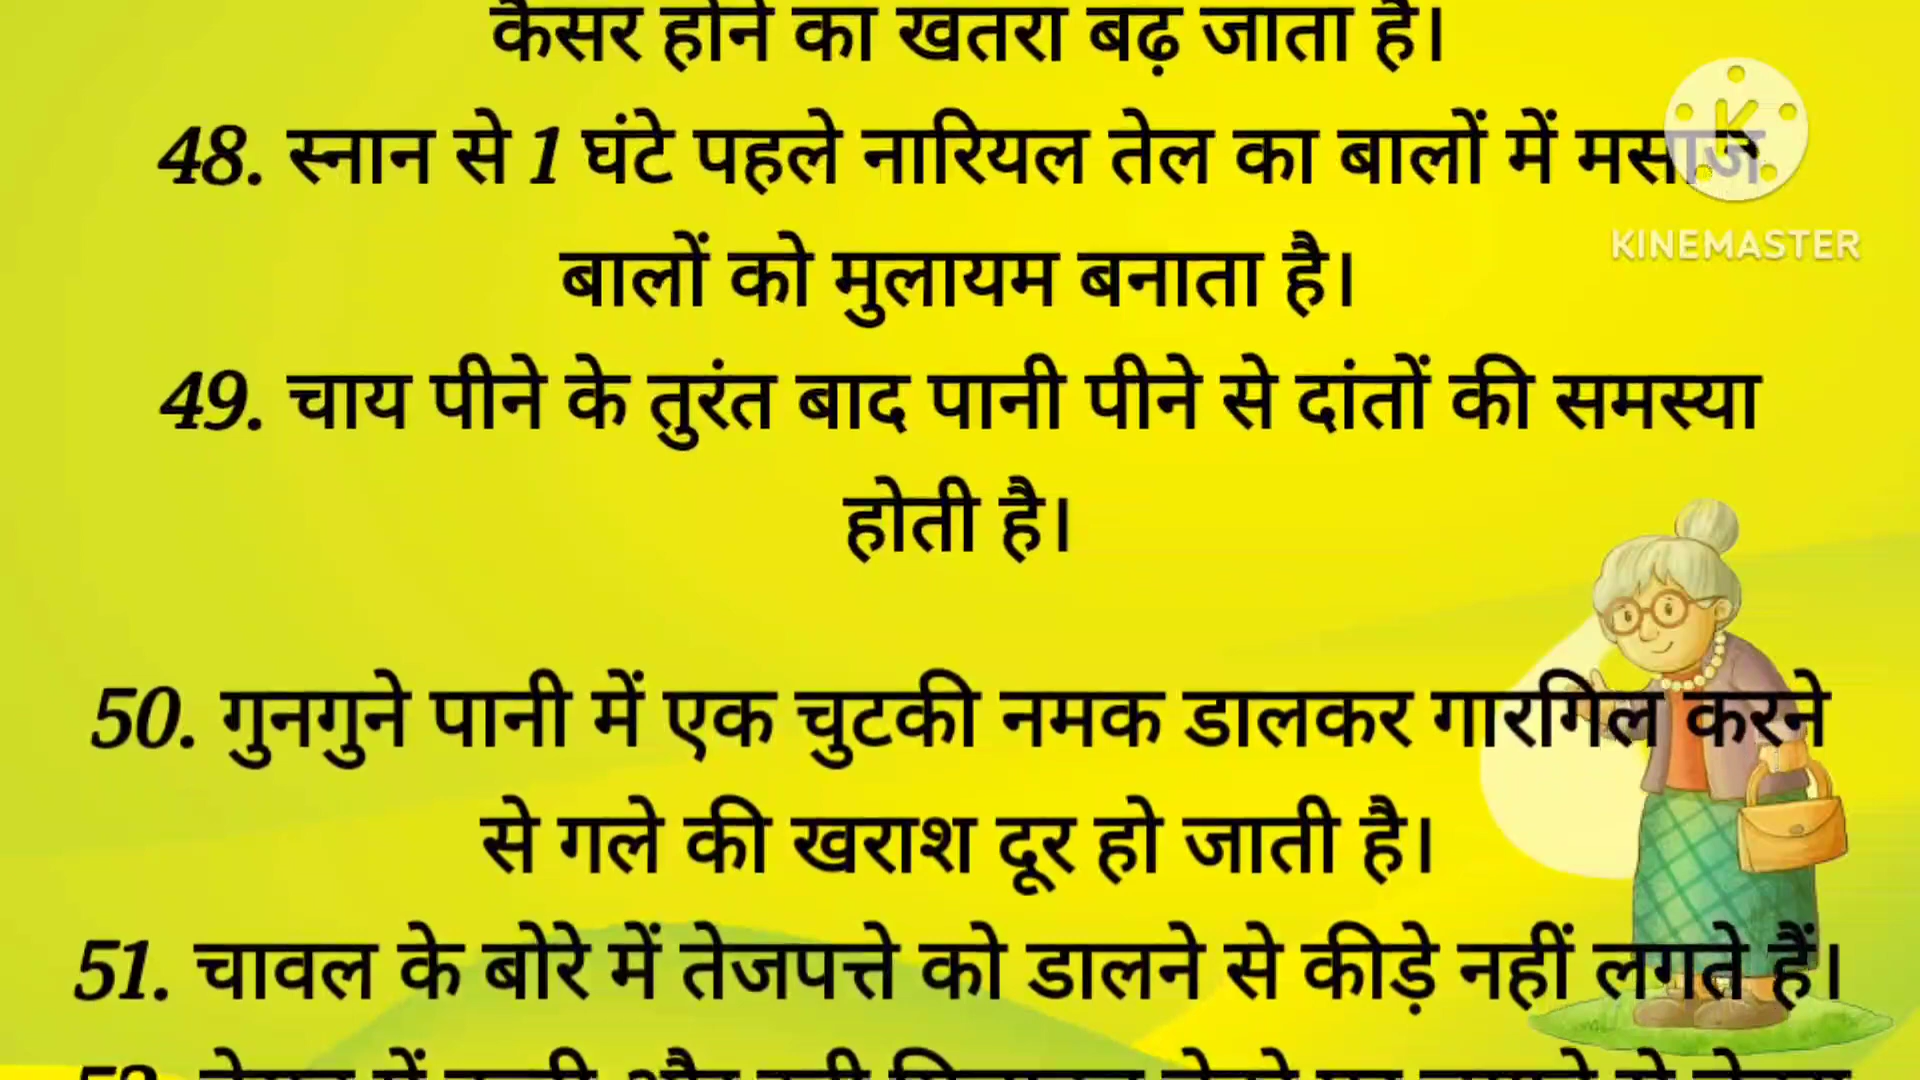 कैंसर होने का खतरा बढ़ जाता है।
48. स्नान से 1 घंटे पहले नारियल तेल का बालों में मसाज
KINEMASTER
बालों को मुलायम बनाता है।
49. चाय पीने के तुरंत बाद पानी पीने से दांतों की समस्या
होती है।
50. गुनगुने पानी में एक चुटकी नमक डालकर गारगिल करने
से गले की खराश दूर हो जाती है।
51. चावल के बोरे में तेजपत्ते को डालने से कीड़े नहीं लगते हैं।